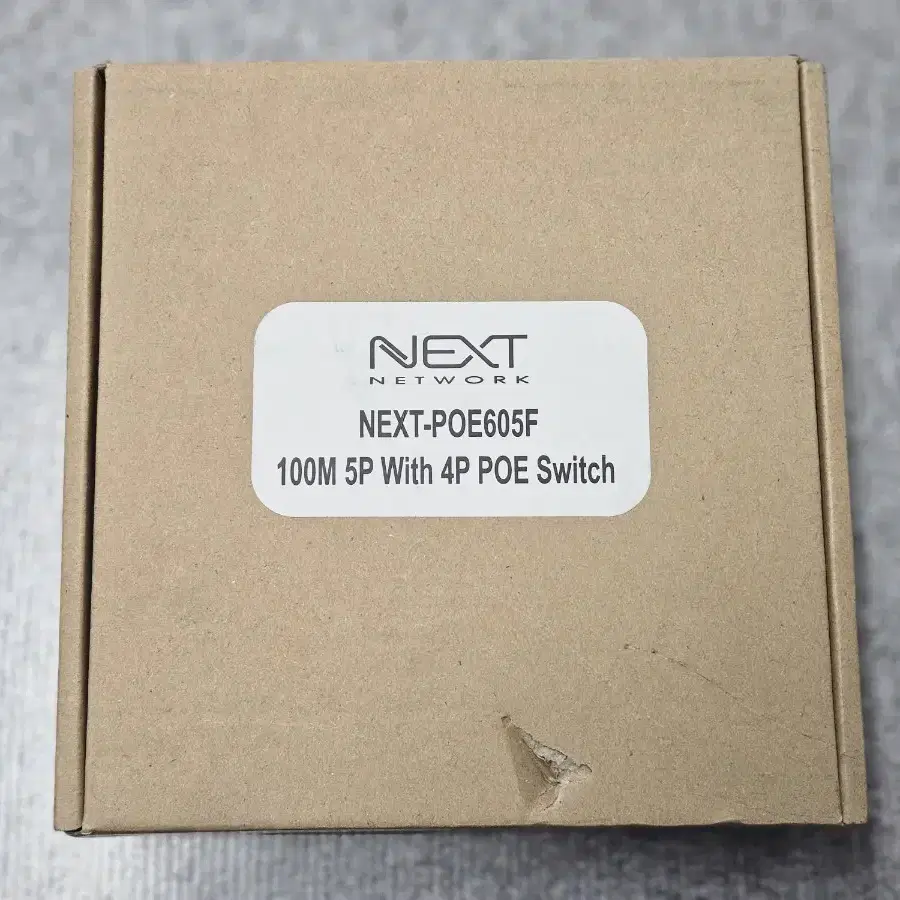 NEXT
NETWORK
NEXT-POE605F
100M 5P With 4P POE Switch